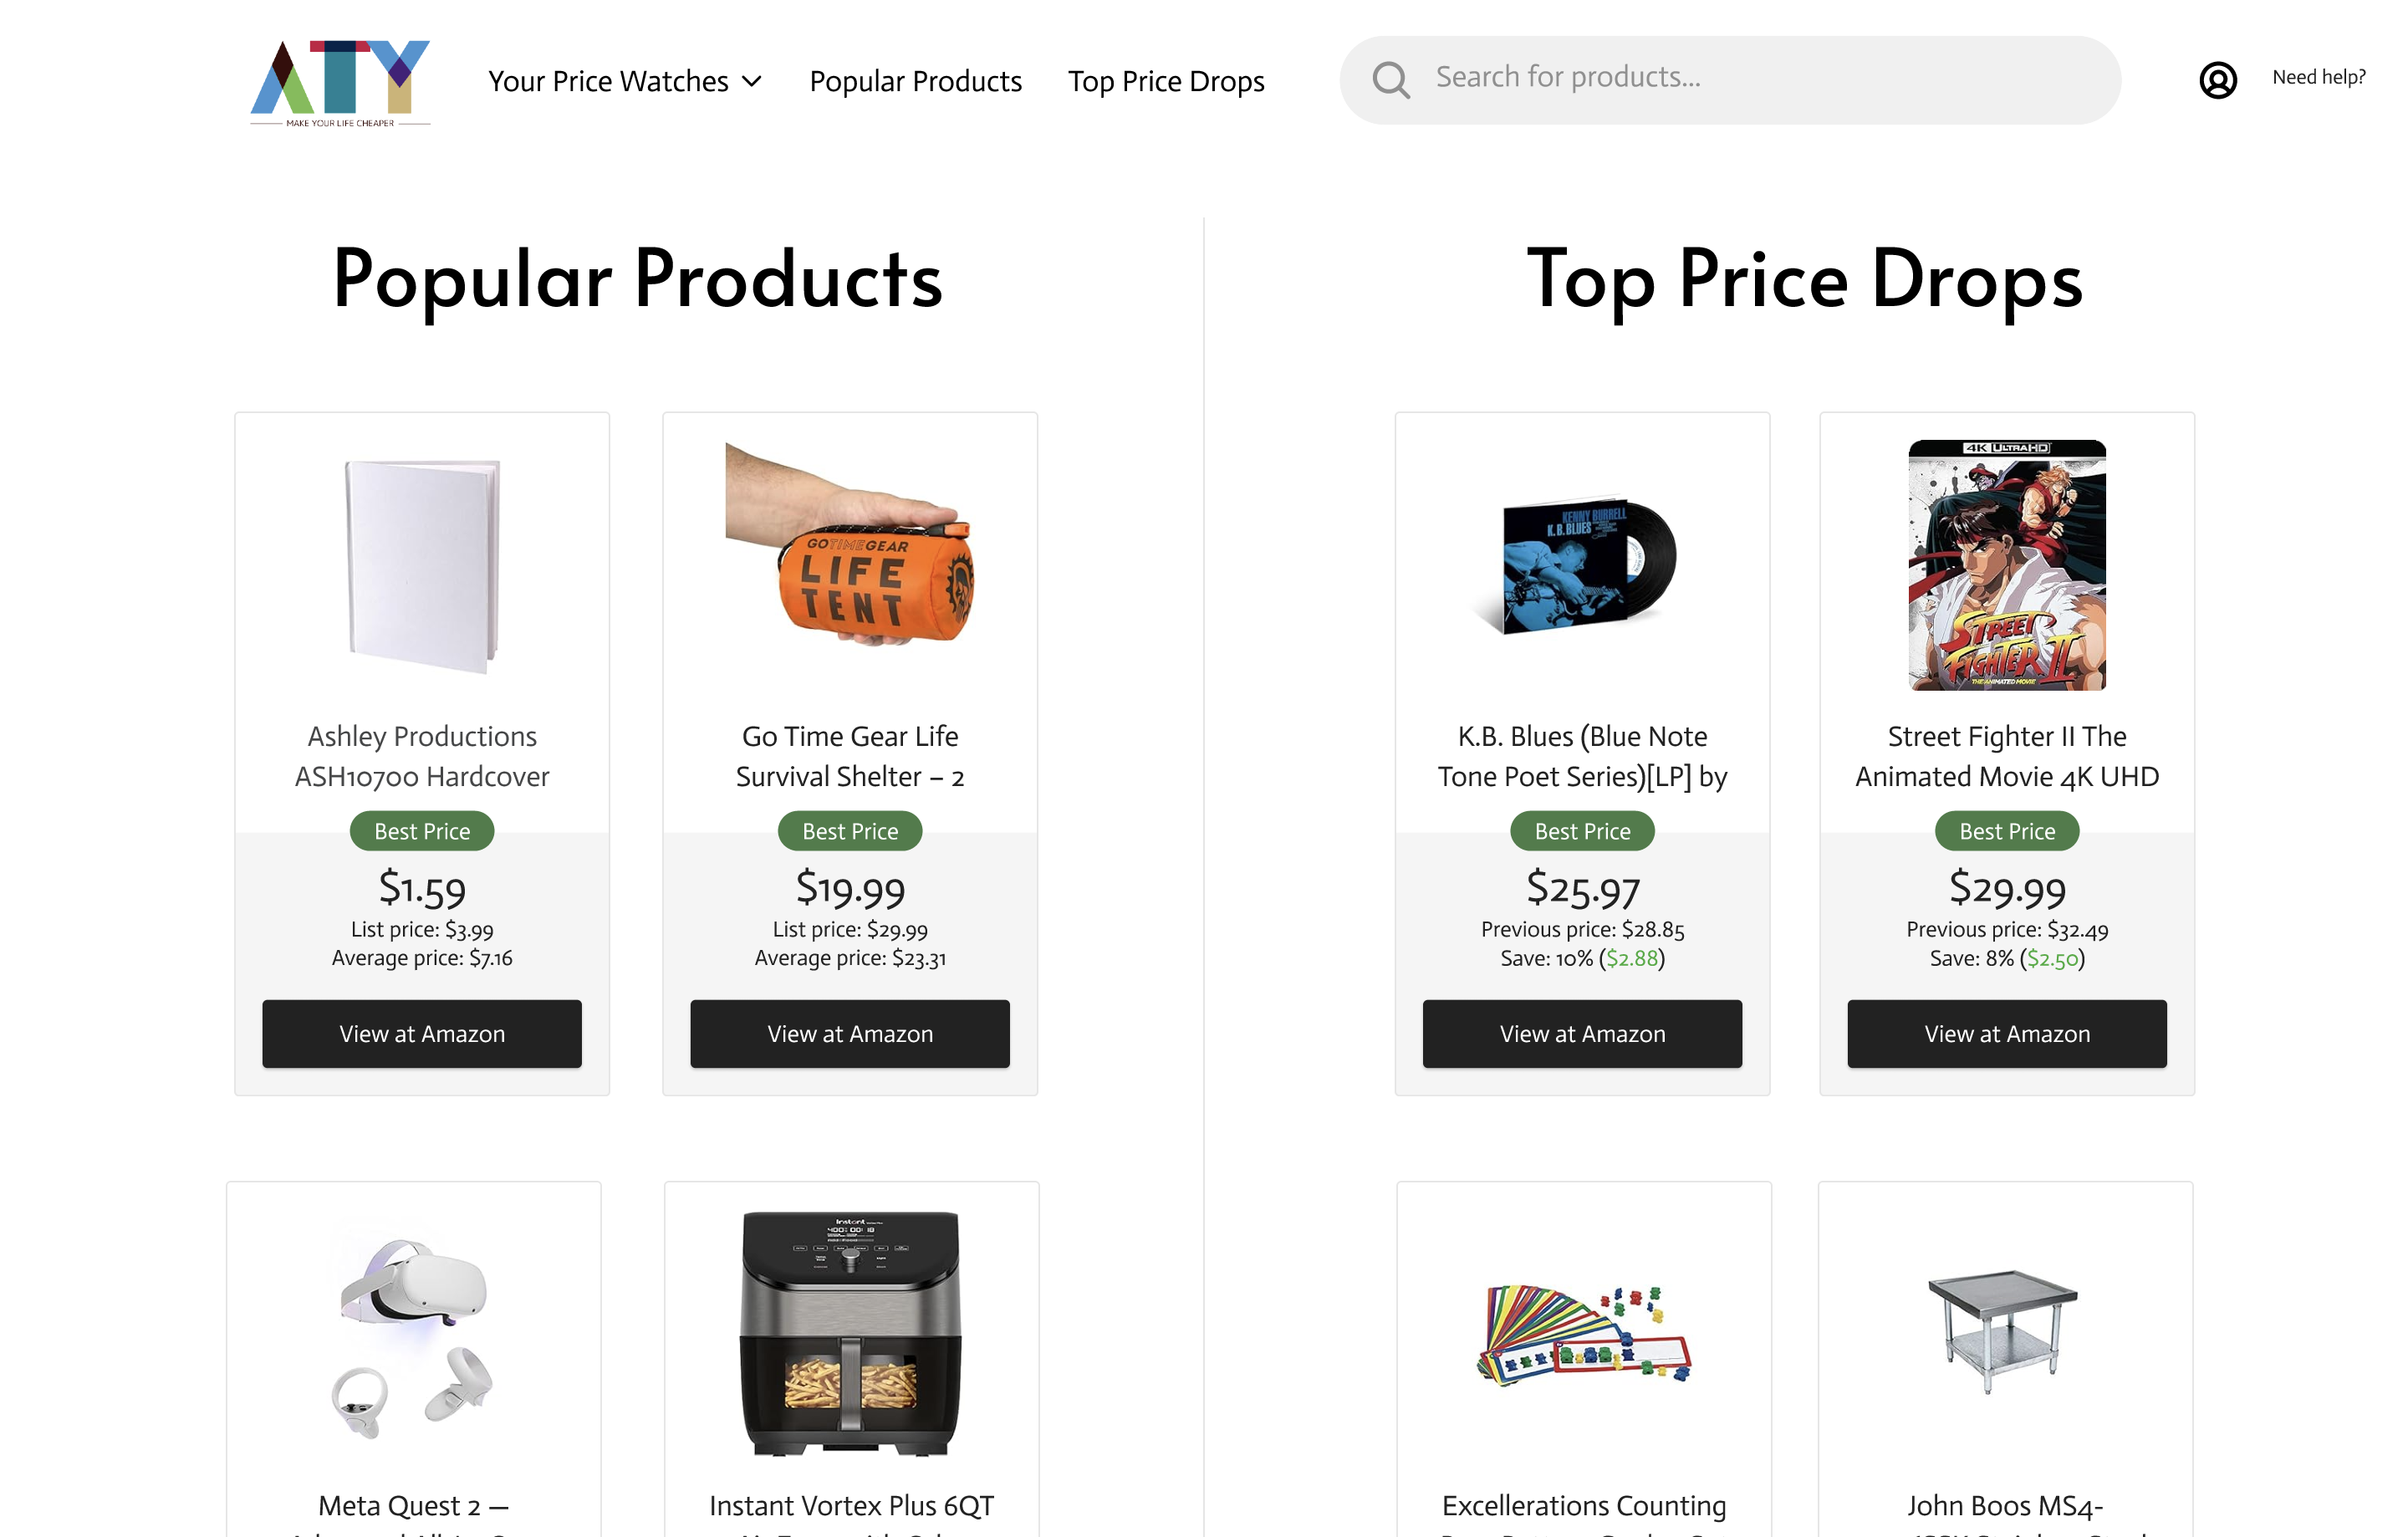 ATY
MAKE YOUR LIFE CHEAPER
Your Price Watches
Popular Products
Top Price Drops
Search for products...
Need help?
Popular Products
GOTIMEGEAR
LIFE
TENT
Ashley Productions
ASH10700 Hardcover
Best Price
$1.59
List price: $3.99
Average price: $7.16
View at Amazon
Go Time Gear Life
Survival Shelter – 2
Best Price
$19.99
List price: $29.99
Average price: $23.31
View at Amazon
Instant
Meta Quest 2 —
Instant Vortex Plus 6QT
Top Price Drops
KENNY BURRELL
K.B. BLUES
4K ULTRA HD
STREET
FIGHTER II
THE ANIMATED MOVIE
K.B. Blues (Blue Note
Tone Poet Series)[LP] by
Best Price
$25.97
Previous price: $28.85
Save: 10% ($2.88)
View at Amazon
Street Fighter II The
Animated Movie 4K UHD
Best Price
$29.99
Previous price: $32.49
Save: 8% ($2.50)
View at Amazon
Excellerations Counting
John Boos MS4-